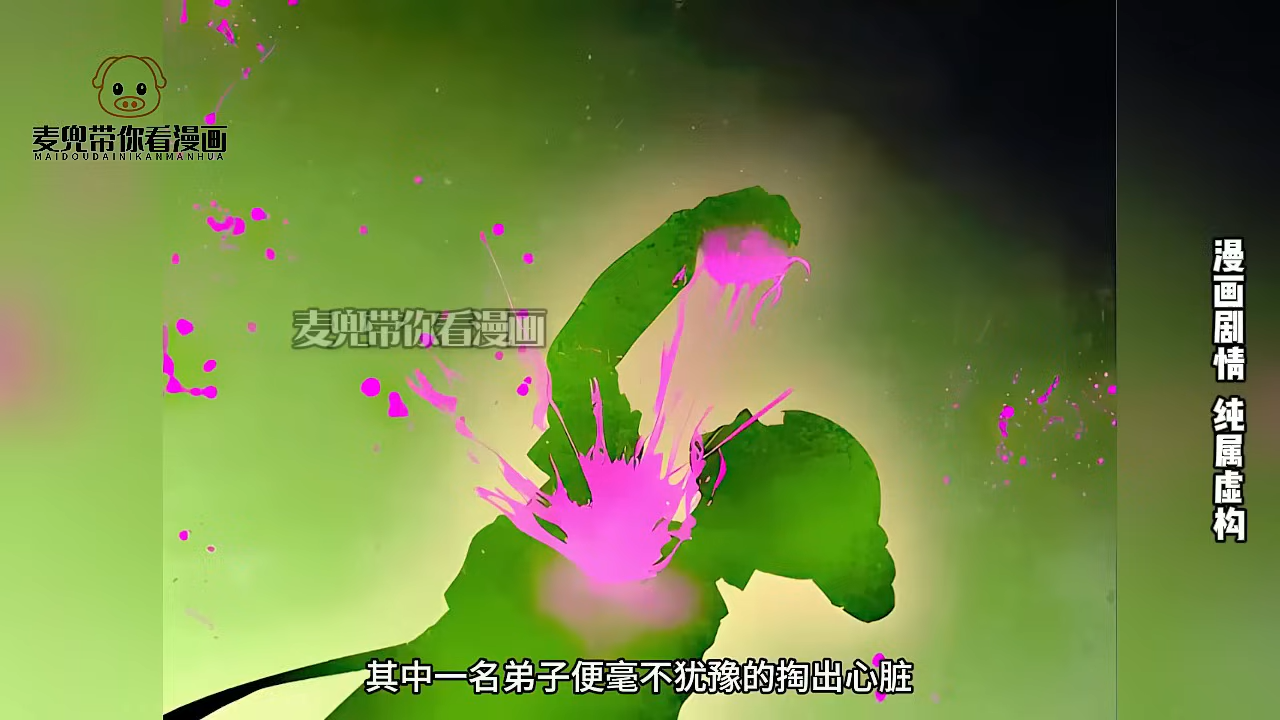 麦兜带你看漫画
MAIDOUDAINIKANMANHUA
麦兜带你看漫画
漫画剧情 纯属虚构
其中一名弟子便毫不犹豫的掏出心脏